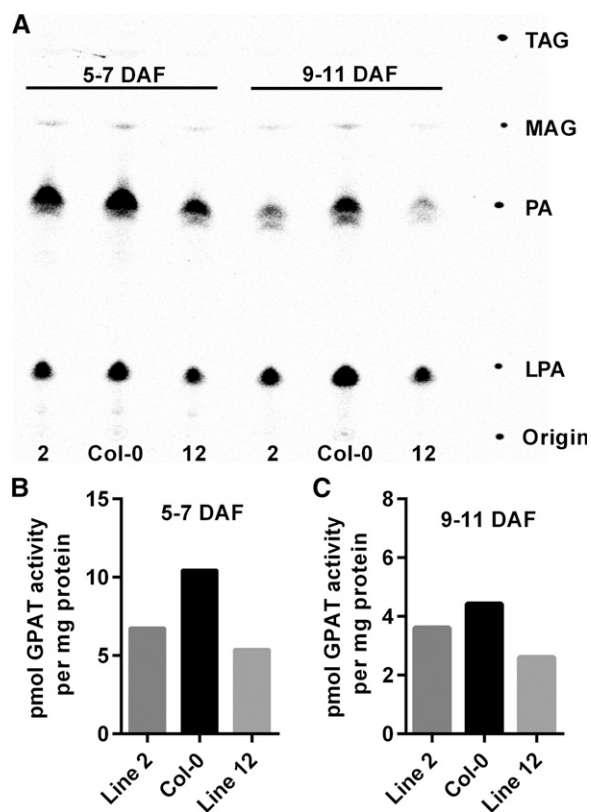 A
TAG
5-7 DAF 9-11 DAF
MAG
PA
LPA
Origin
2 Col-0 12 2 Col-0 12
B
15
10
5
0
pmol GPAT activity
per mg protein
5-7 DAF
Line 2
Col-0
Line 12
C
8
6
4
2
0
pmol GPAT activity
per mg protein
9-11 DAF
Line 2
Col-0
Line 12